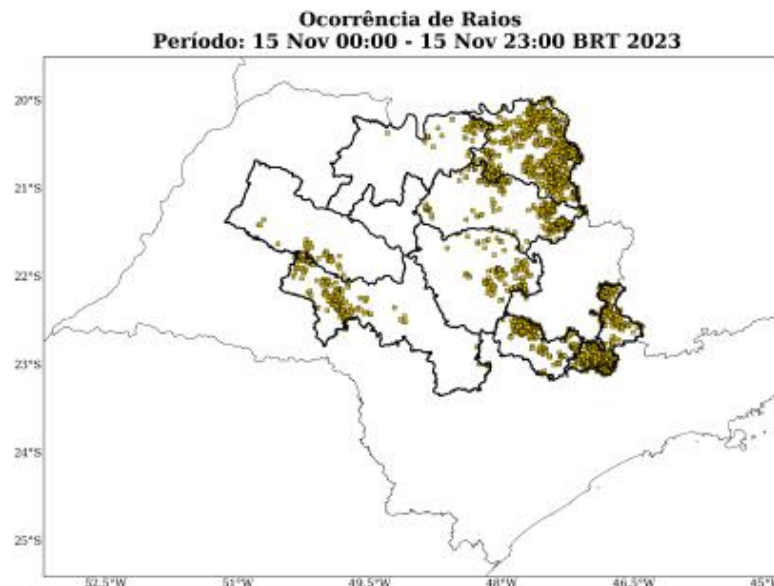 Ocorrência de Raios
Período: 15 Nov 00:00 - 15 Nov 23:00 BRT 2023
20°S
21°S
22°S
23°S
24°S
25°S
52.5°W 51°W 49.5°W 48°W 46.5°W 45°W